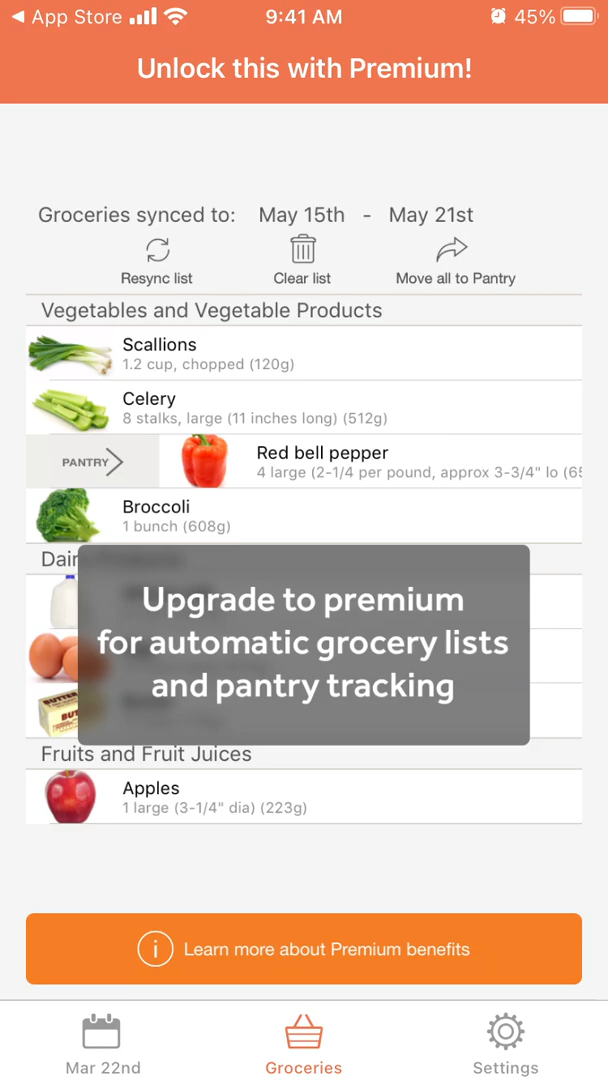 App Store 9:41 AM 45%
Unlock this with Premium!
Groceries synced to: May 15th - May 21st
Resync list Clear list Move all to Pantry
Vegetables and Vegetable Products
Scallions
1.2 cup, chopped (120g)
Celery
8 stalks, large (11 inches long) (512g)
PANTRY
Red bell pepper
4 large (2-1/4 per pound, approx 3-3/4" lo (65
Broccoli
1 bunch (608g)
Upgrade to premium
for automatic grocery lists
and pantry tracking
BUTTER
Fruits and Fruit Juices
Apples
1 large (3-1/4" dia) (223g)
Learn more about Premium benefits
Mar 22nd Groceries Settings